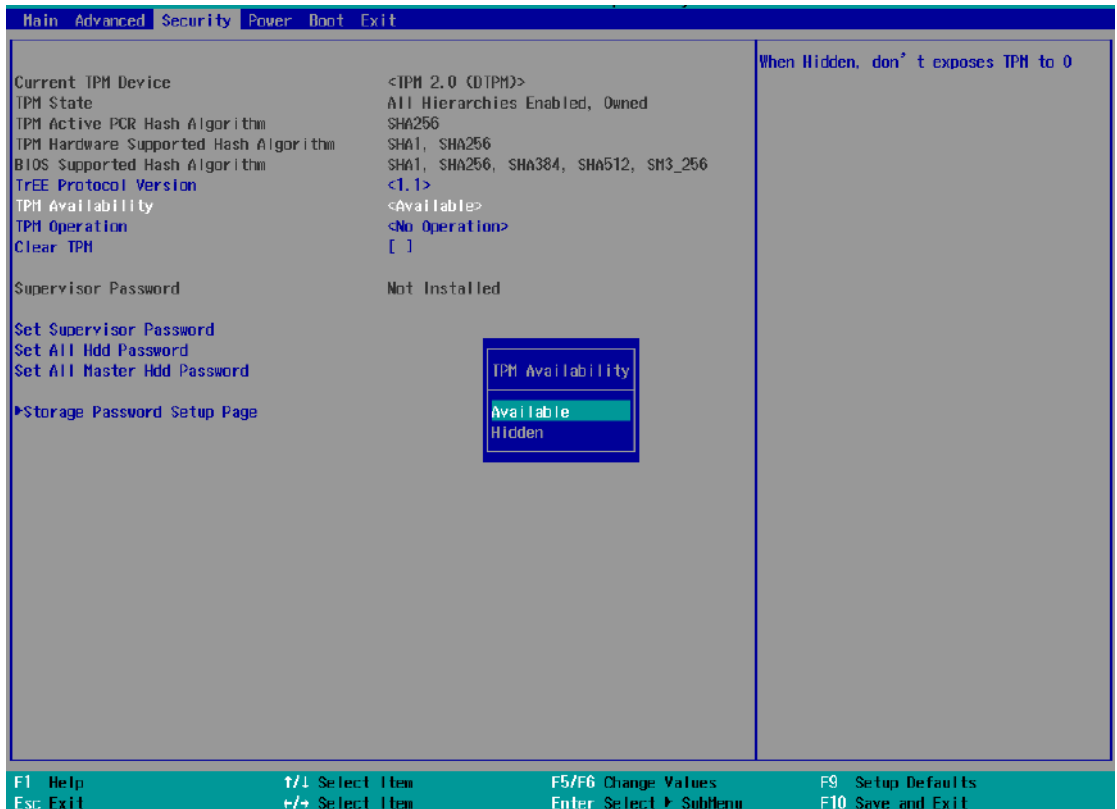 Main Advanced Security Power Boot Exit
When Hidden, don't exposes TPM to O
Current TPM Device <TPM 2.0 (DTPM)>
TPM State All Hierarchies Enabled, Owned
TPM Active PCR Hash Algorithm SHA256
TPM Hardware Supported Hash Algorithm SHA1, SHA256
BIOS Supported Hash Algorithm SHA1, SHA256, SHA384, SHA512, SM3_256
TrEE Protocol Version <1.1>
TPM Availability <Available>
TPM Operation <No Operation>
Clear TPM [ ]
Supervisor Password Not Installed
Set Supervisor Password
Set All Hdd Password
Set All Master Hdd Password
▶Storage Password Setup Page
TPM Availability
Available
Hidden
F1 Help ↑/↓ Select Item F5/F6 Change Values F9 Setup Defaults
Esc Exit ←/→ Select Item Enter Select ▶ SubMenu F10 Save and Exit